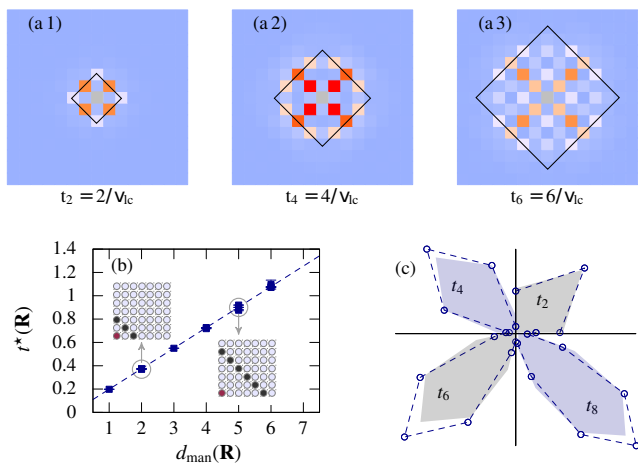 (a 1)
(a 2)
(a 3)
t₂ = 2/v_lc
t₄ = 4/v_lc
t₆ = 6/v_lc
(b)
(c)
1.4
1.2
1
0.8
0.6
0.4
0.2
0
1 2 3 4 5 6 7
t*(R)
d_man(R)
t₄
t₂
t₆
t₈